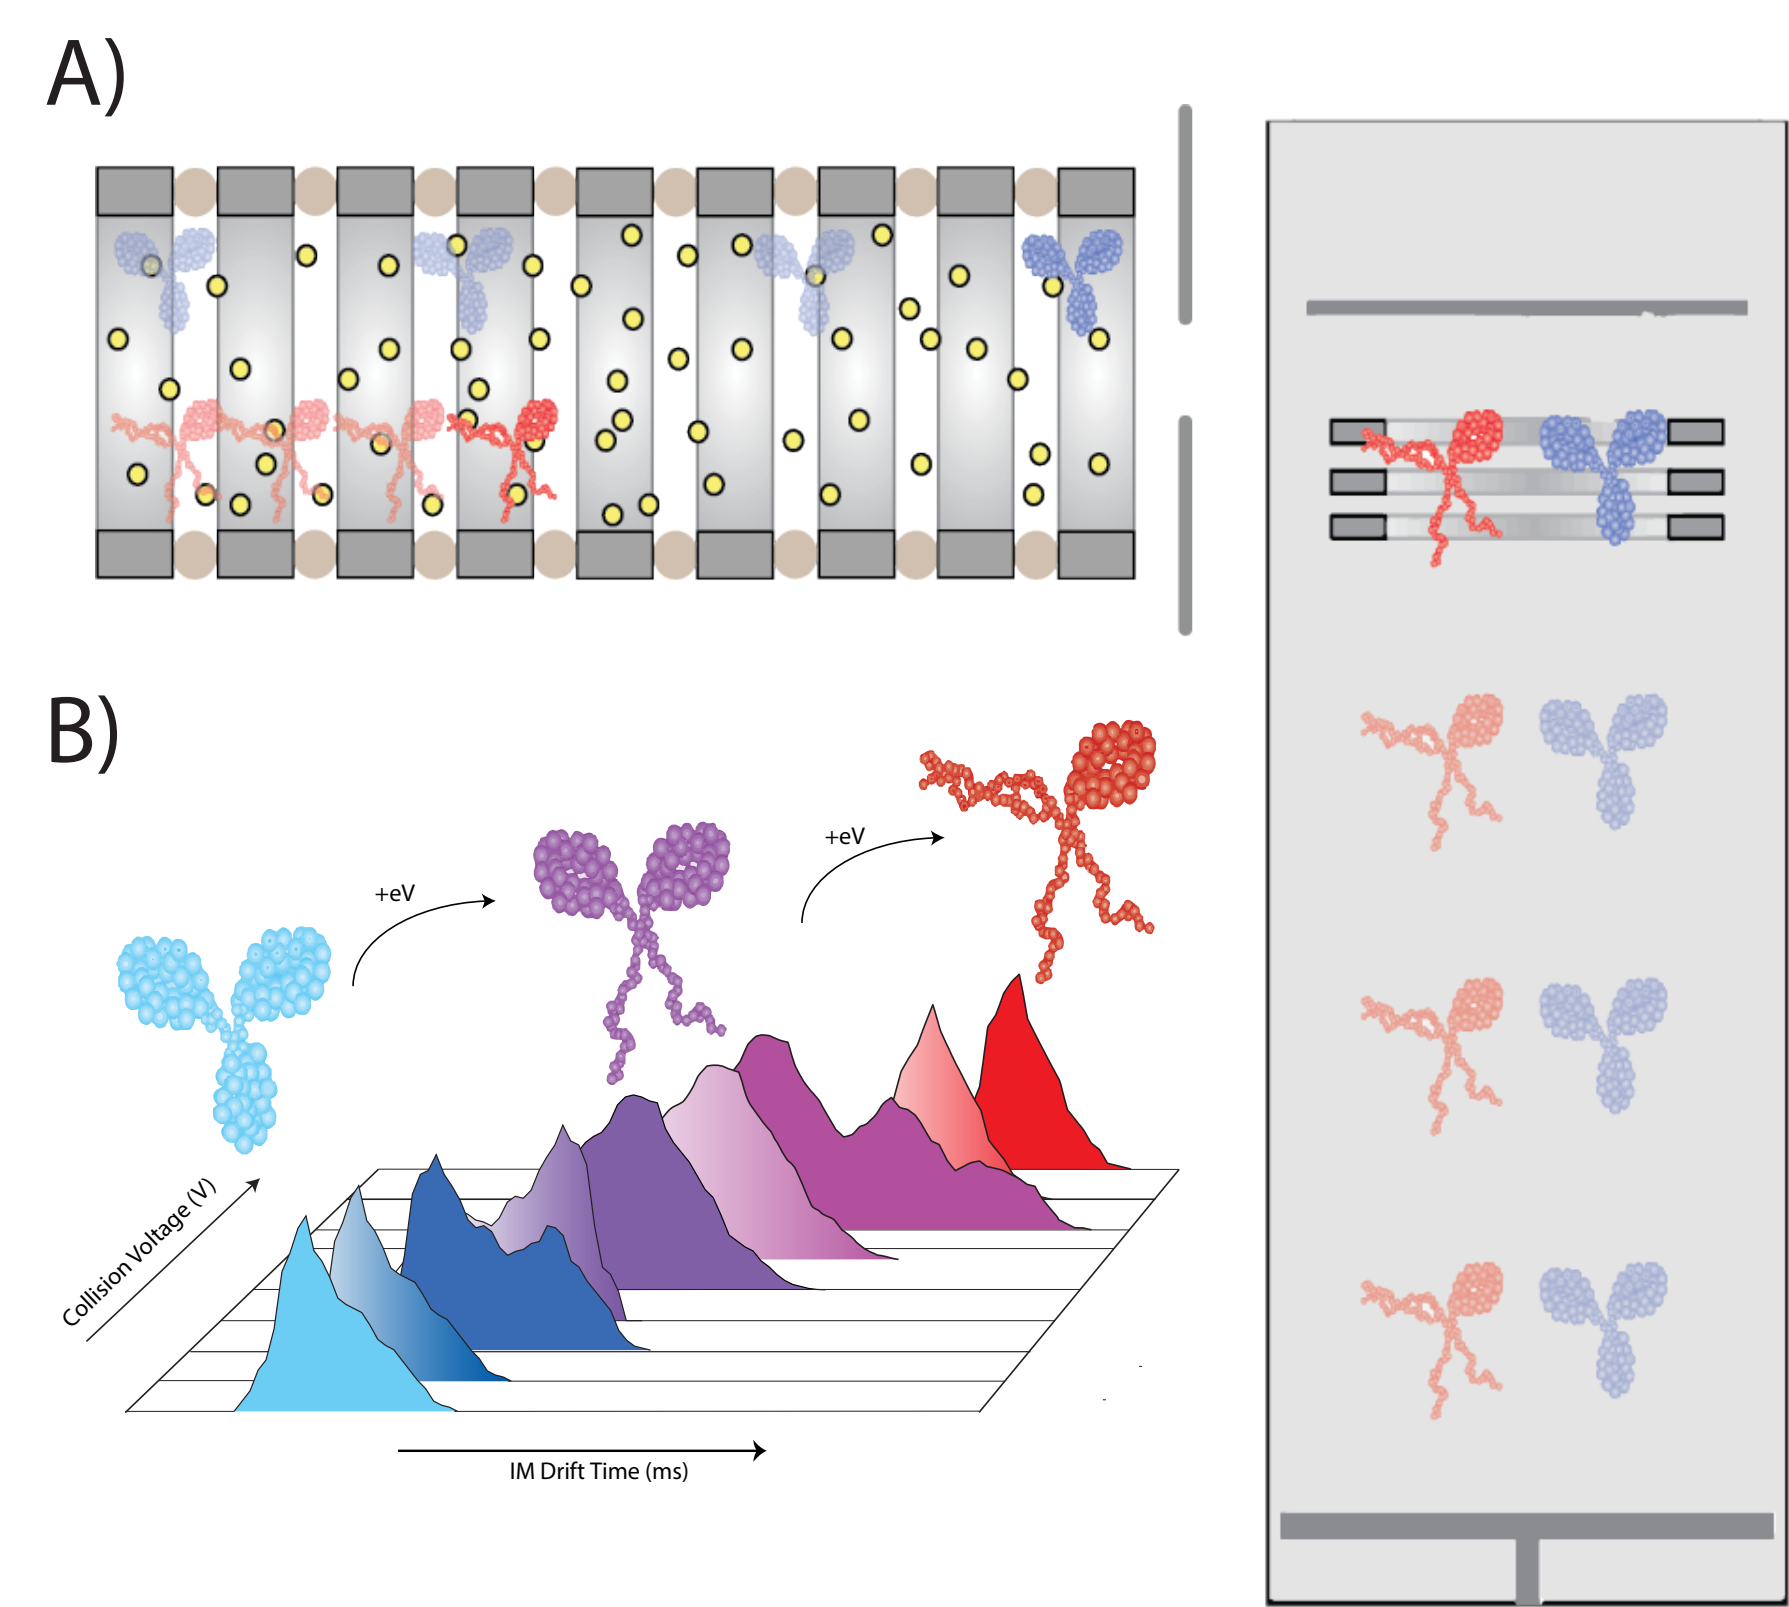 A)
B)
+eV
+eV
Collision Voltage (V)
IM Drift Time (ms)